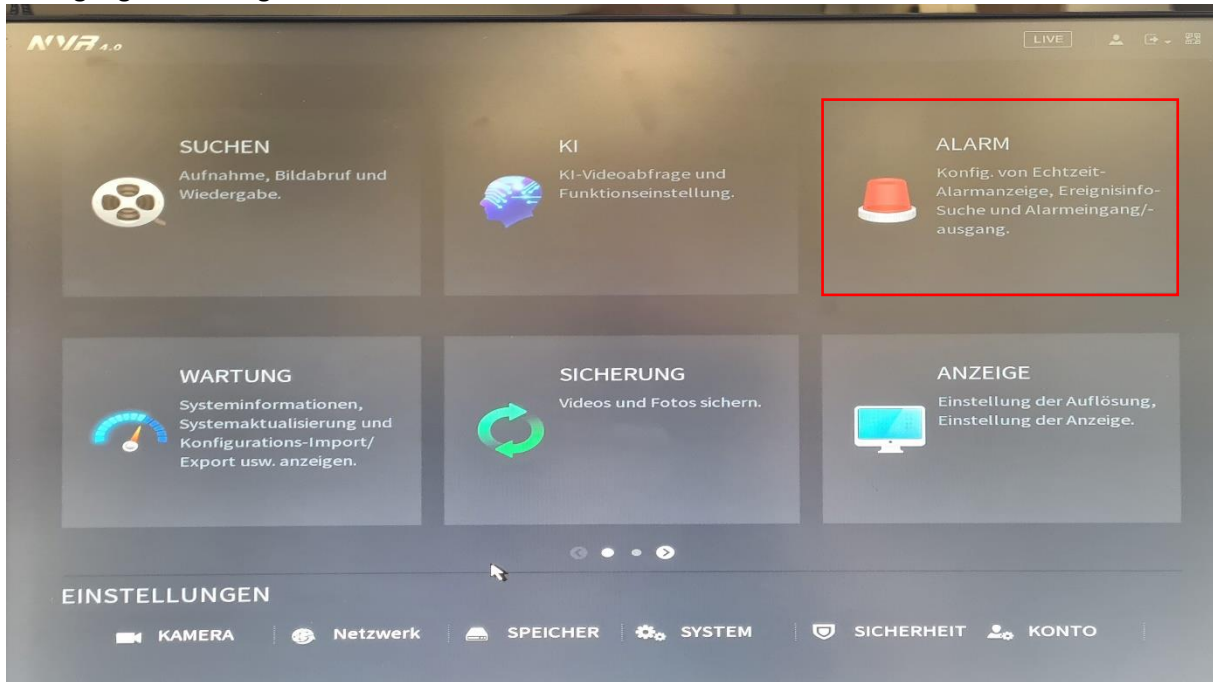 NVR 4.0
LIVE
SUCHEN
Aufnahme, Bildabruf und
Wiedergabe.
KI
KI-Videoabfrage und
Funktionseinstellung.
ALARM
Konfig. von Echtzeit-
Alarmanzeige, Ereignisinfo-
Suche und Alarmeingang/-
ausgang.
WARTUNG
Systeminformationen,
Systemaktualisierung und
Konfigurations-Import/
Export usw. anzeigen.
SICHERUNG
Videos und Fotos sichern.
ANZEIGE
Einstellung der Auflösung,
Einstellung der Anzeige.
EINSTELLUNGEN
KAMERA Netzwerk SPEICHER SYSTEM SICHERHEIT KONTO